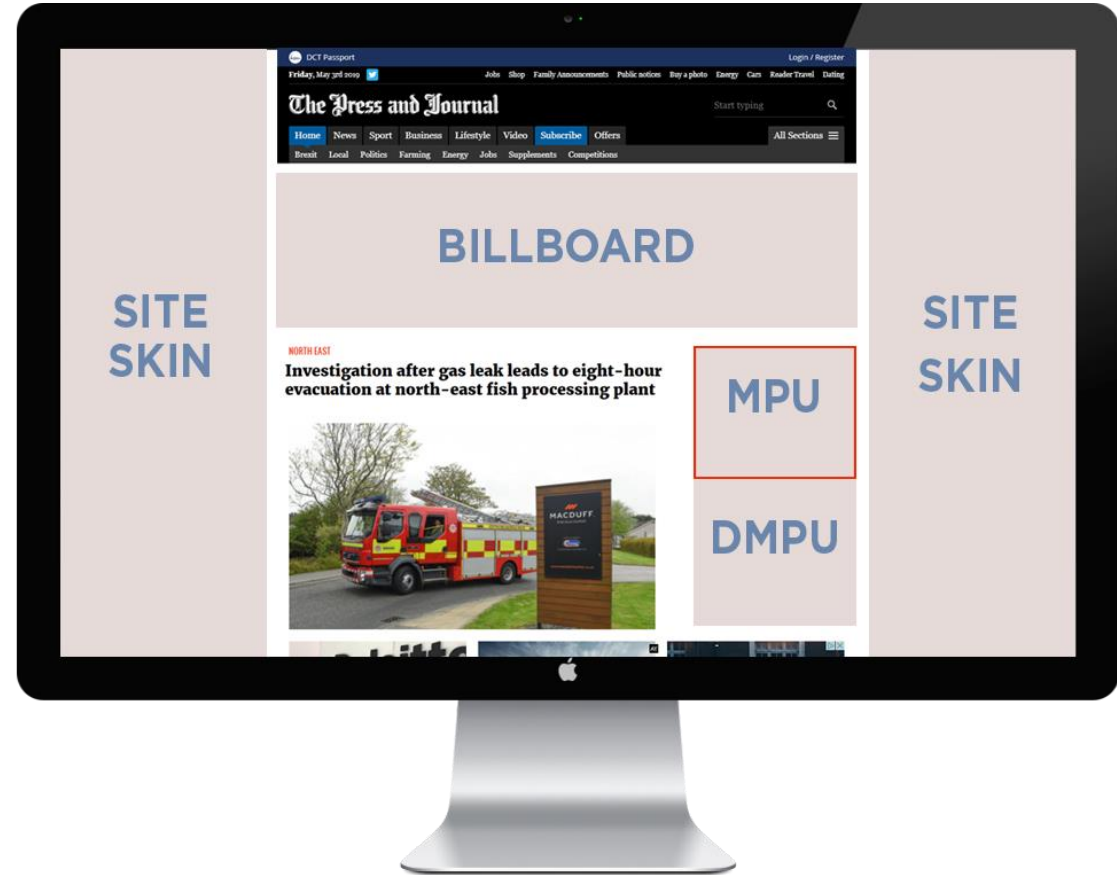 DCT Passport
Login / Register
Friday, May 3rd 2019
Jobs Shop Family Announcements Public notices Buy a photo Energy Cars Reader Travel Dating
The Press and Journal
Start typing
Home News Sport Business Lifestyle Video Subscribe Offers
All Sections
Brexit Local Politics Farming Energy Jobs Supplements Competitions
BILLBOARD
SITE
SKIN
SITE
SKIN
NORTH EAST
Investigation after gas leak leads to eight-hour
evacuation at north-east fish processing plant
MPU
MACDUFF
DMPU